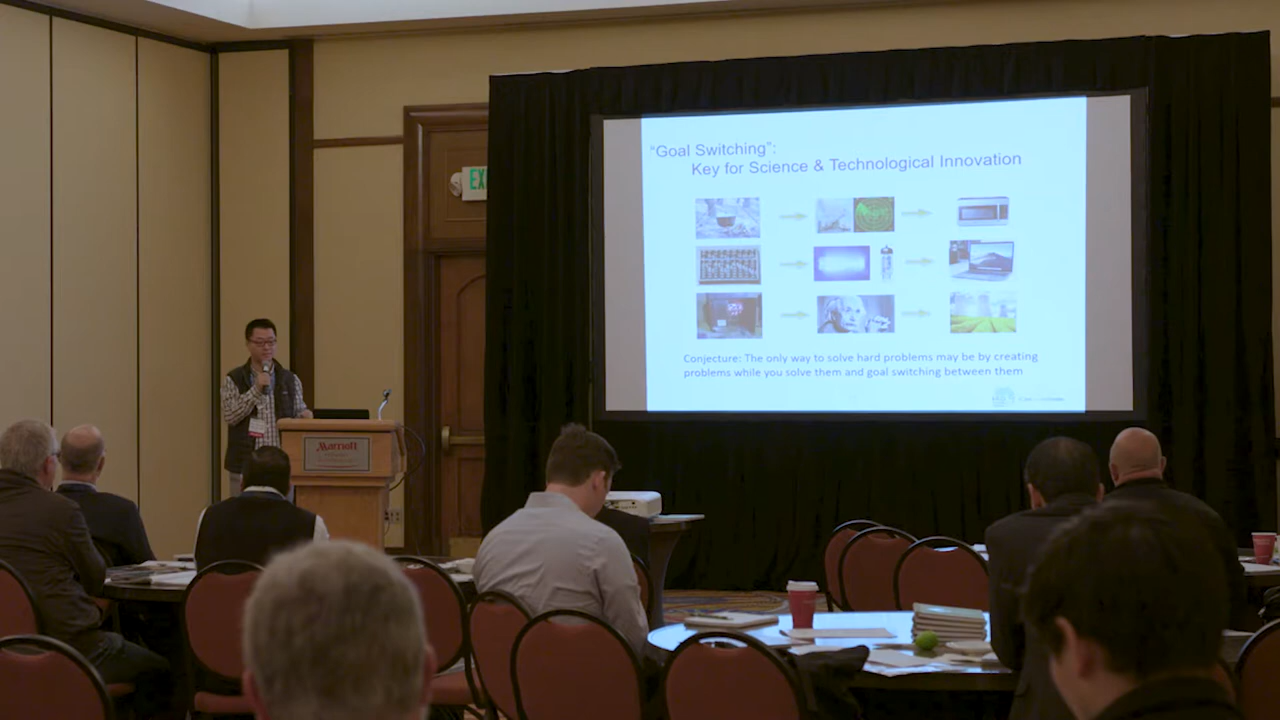 "Goal Switching":
Key for Science & Technological Innovation
EX
Conjecture: The only way to solve hard problems may be by creating
problems while you solve them and goal switching between them
Marriott